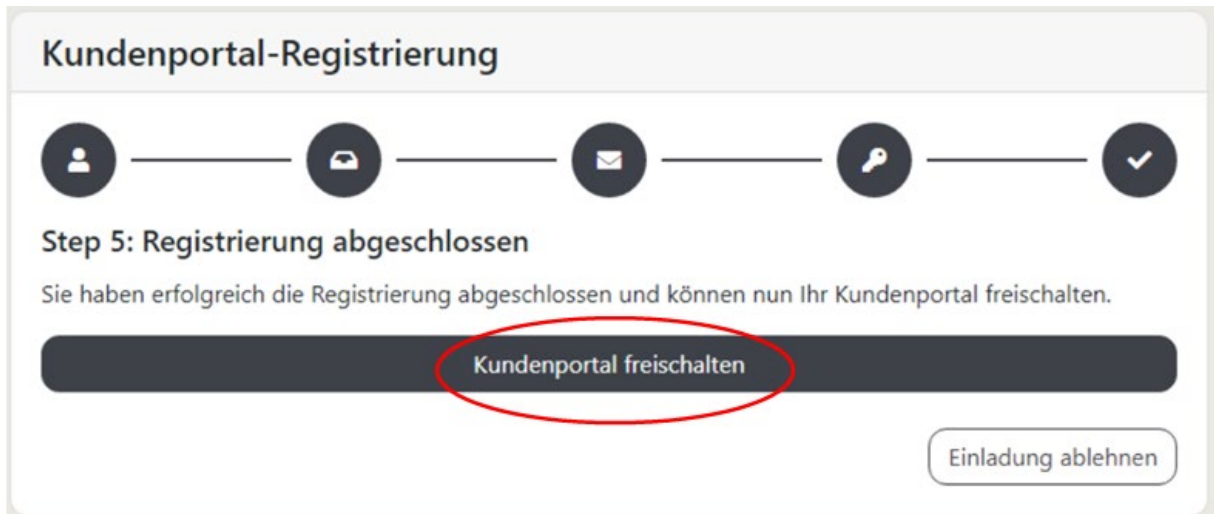 Kundenportal-Registrierung
Step 5: Registrierung abgeschlossen
Sie haben erfolgreich die Registrierung abgeschlossen und können nun Ihr Kundenportal freischalten.
Kundenportal freischalten
Einladung ablehnen